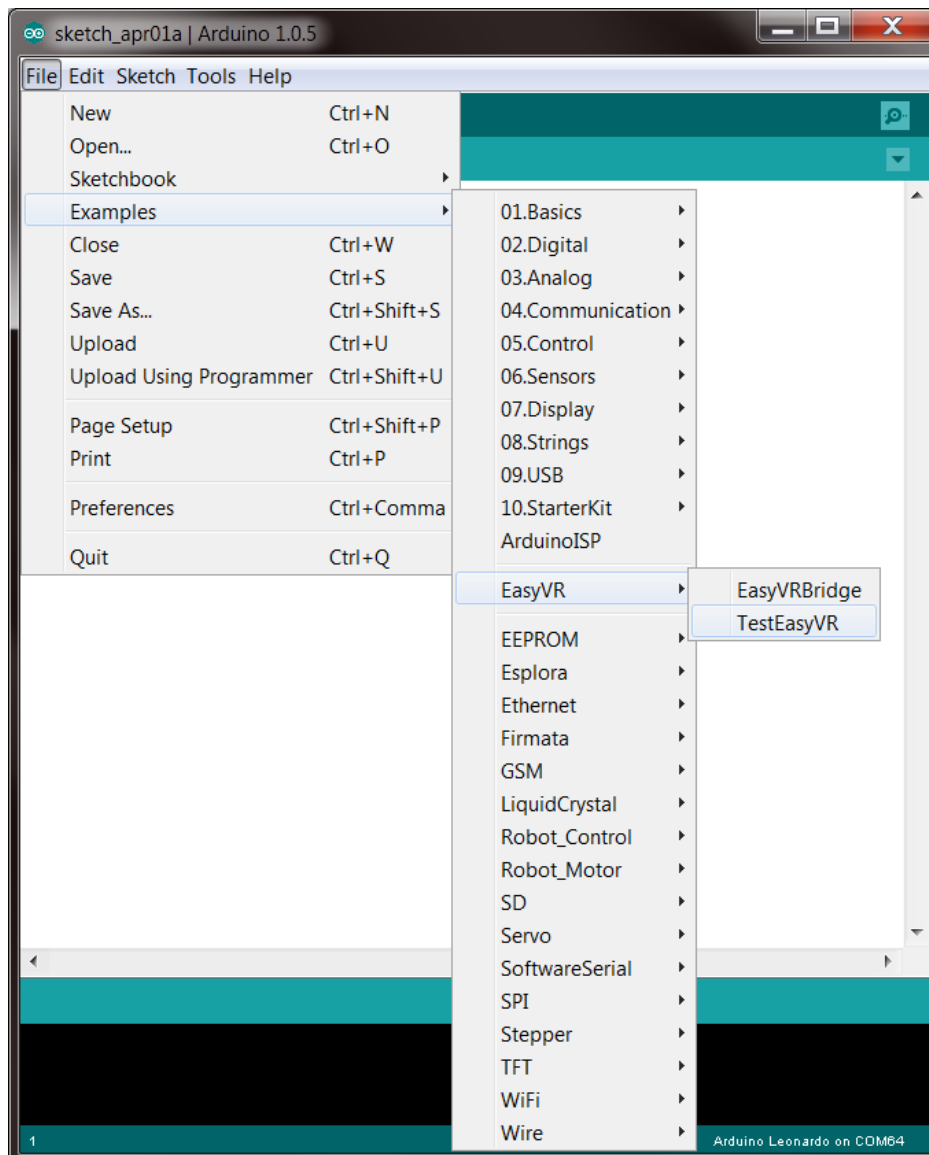 sketch_apr01a | Arduino 1.0.5
File Edit Sketch Tools Help
New Ctrl+N
Open... Ctrl+O
Sketchbook
Examples
Close Ctrl+W
Save Ctrl+S
Save As... Ctrl+Shift+S
Upload Ctrl+U
Upload Using Programmer Ctrl+Shift+U
Page Setup Ctrl+Shift+P
Print Ctrl+P
Preferences Ctrl+Comma
Quit Ctrl+Q
01.Basics
02.Digital
03.Analog
04.Communication
05.Control
06.Sensors
07.Display
08.Strings
09.USB
10.StarterKit
ArduinoISP
EasyVR
EEPROM
Esplora
Ethernet
Firmata
GSM
LiquidCrystal
Robot_Control
Robot_Motor
SD
Servo
SoftwareSerial
SPI
Stepper
TFT
WiFi
Wire
EasyVRBridge
TestEasyVR
1 Arduino Leonardo on COM64